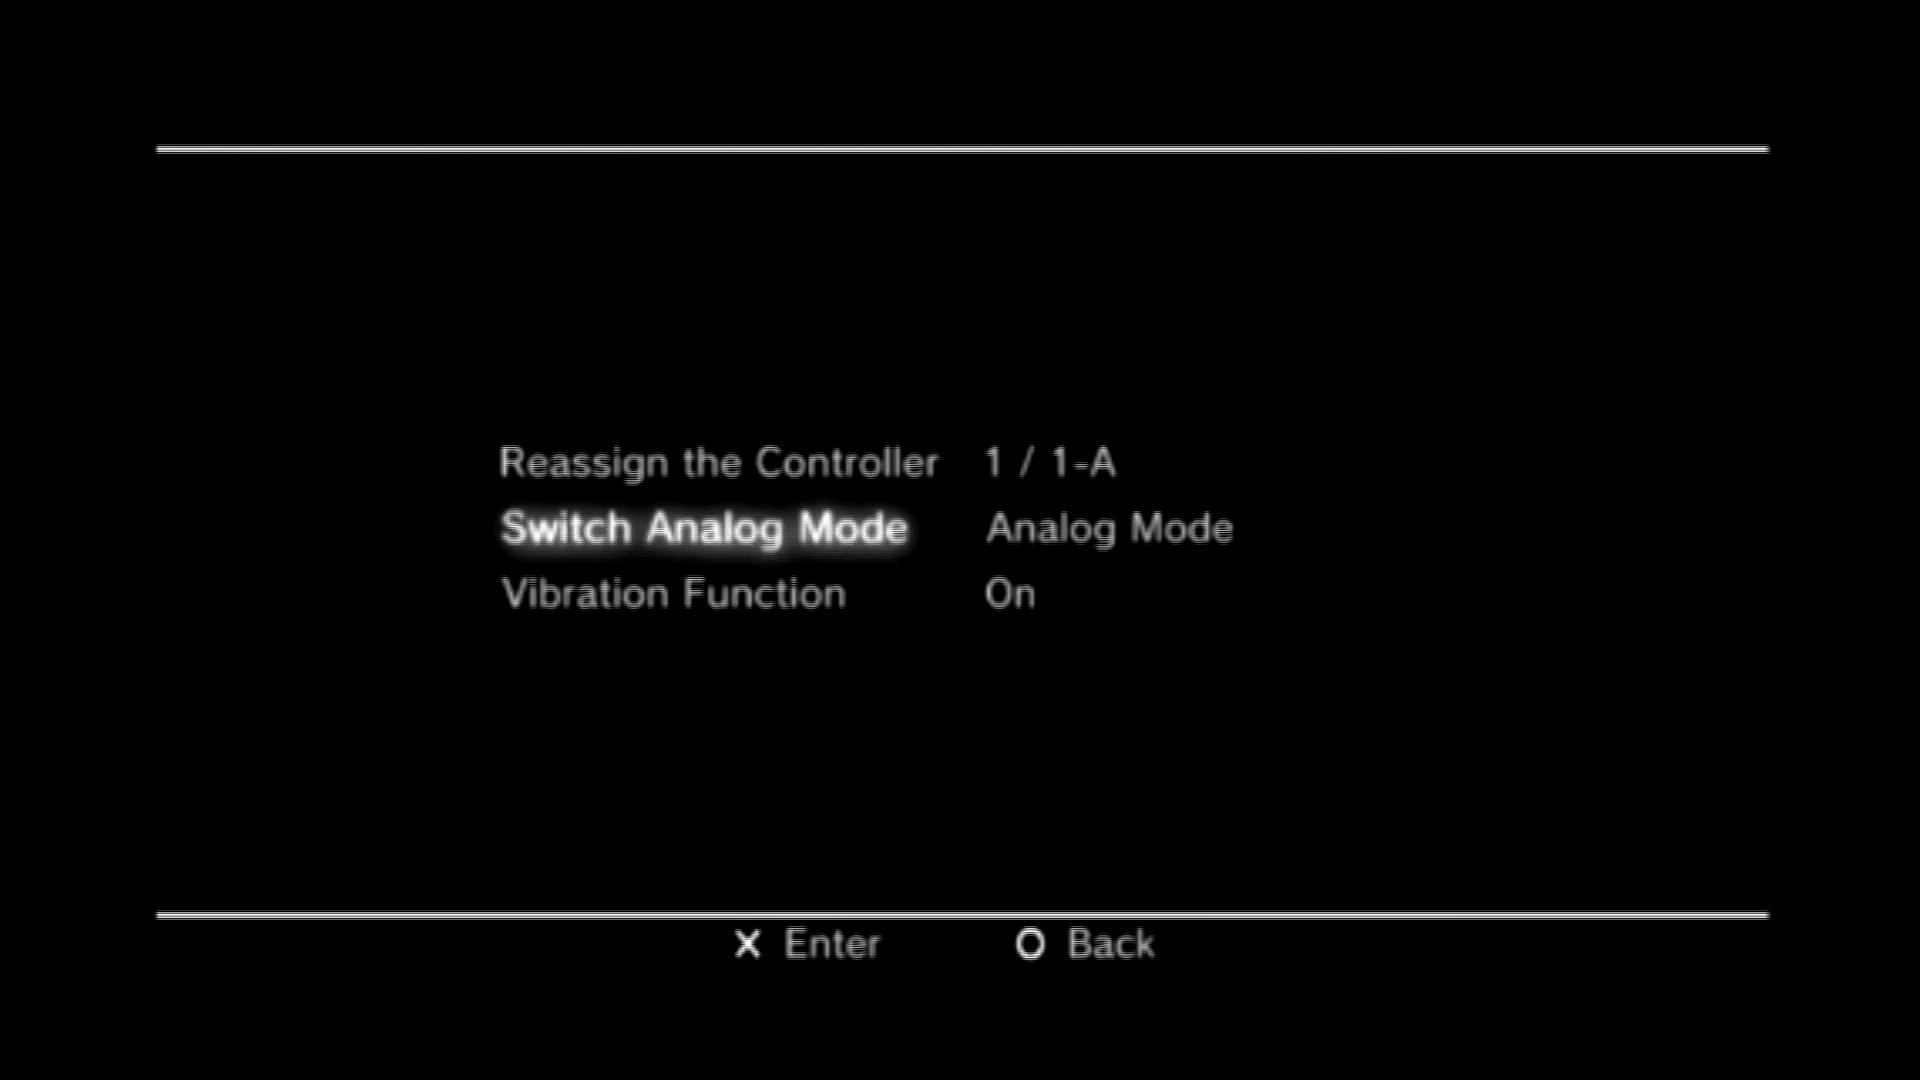 Reassign the Controller 1 / 1-A
Switch Analog Mode Analog Mode
Vibration Function On
X Enter O Back